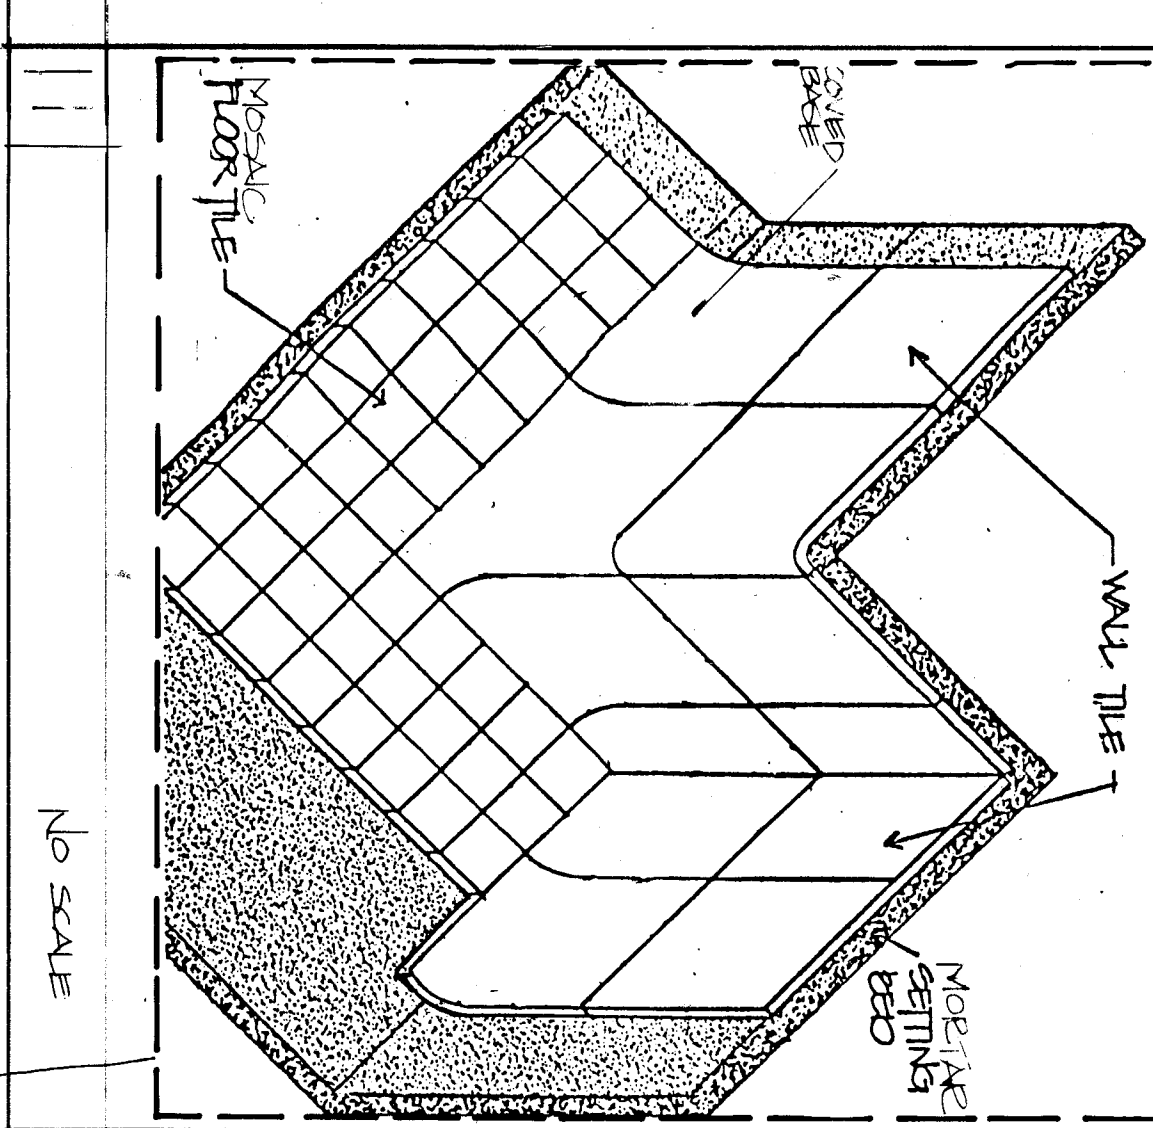 WALL TILE
COVED
BASE
MORTAR
SETTING
BED
MOSAIC
FLOOR TILE
NO SCALE